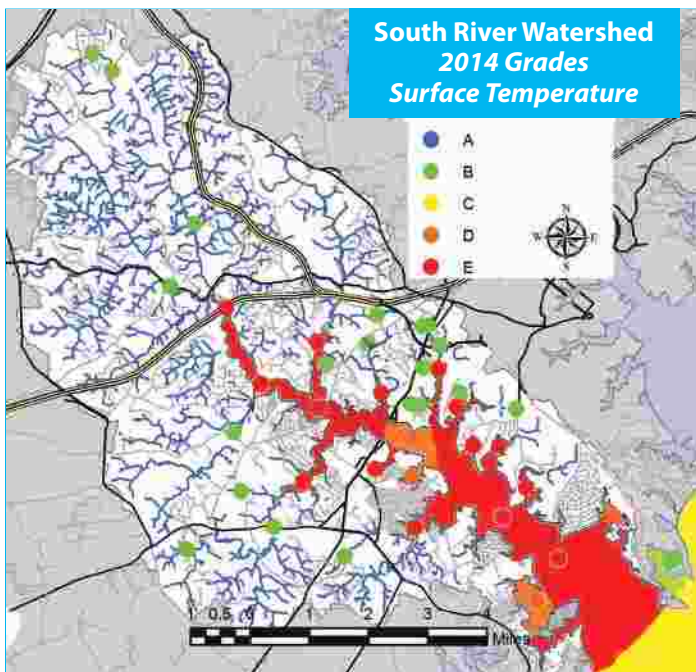 South River Watershed
2014 Grades
Surface Temperature
A
B
C
D
E
N
W E
S
1 0.5 0 1 2 3 4
Miles